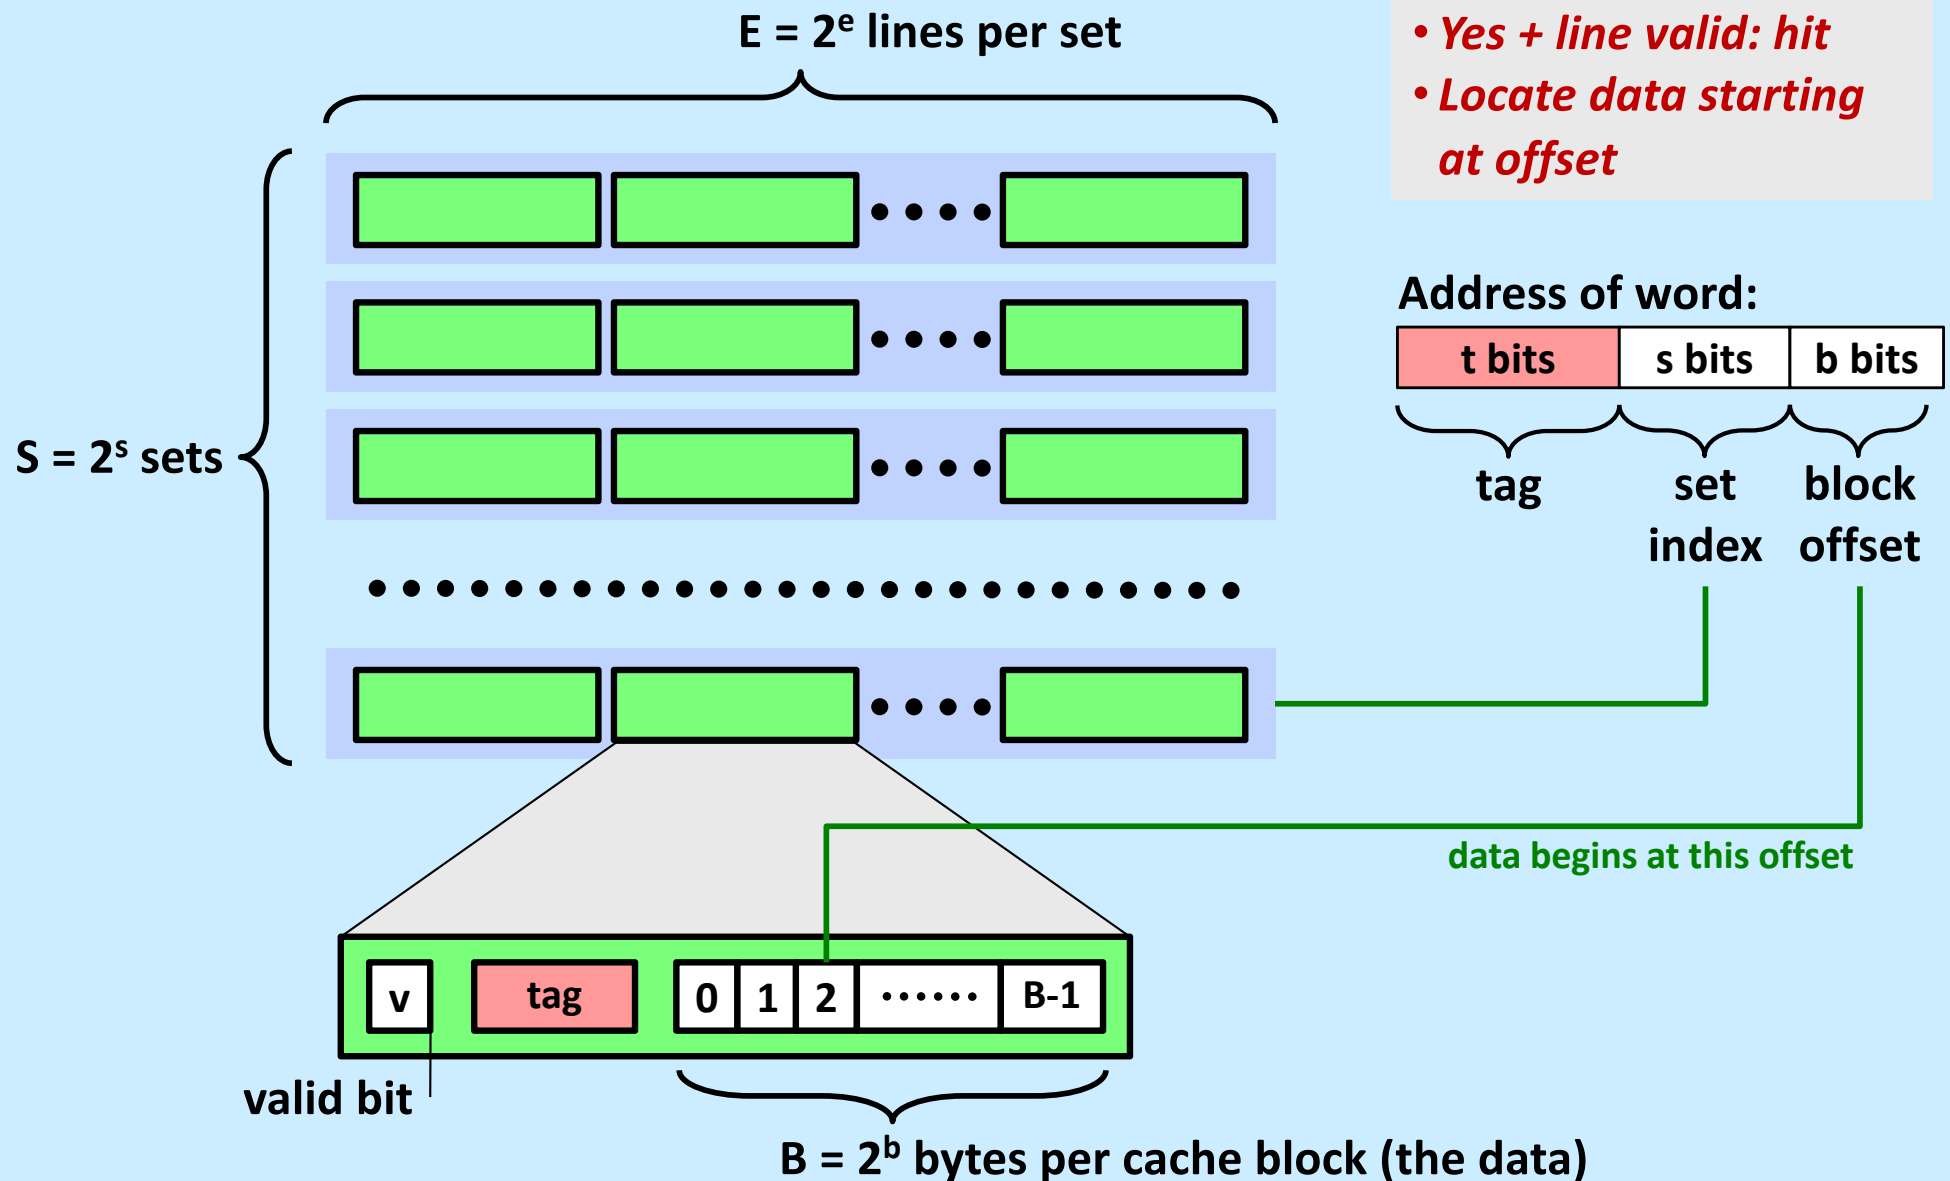 E = 2ᵉ lines per set
• Yes + line valid: hit
• Locate data starting
at offset
Address of word:
t bits s bits b bits
tag set block
index offset
S = 2ˢ sets
data begins at this offset
v tag 0 1 2 ······ B-1
valid bit
B = 2ᵇ bytes per cache block (the data)